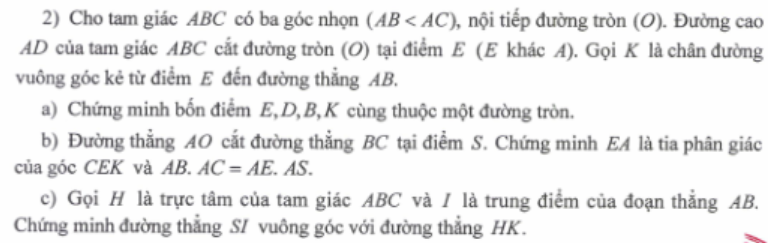 2) Cho tam giác ABC có ba góc nhọn (AB < AC), nội tiếp đường tròn (O). Đường cao
AD của tam giác ABC cắt đường tròn (O) tại điểm E (E khác A). Gọi K là chân đường
vuông góc kẻ từ điểm E đến đường thẳng AB.
a) Chứng minh bốn điểm E,D,B,K cùng thuộc một đường tròn.
b) Đường thẳng AO cắt đường thẳng BC tại điểm S. Chứng minh EA là tia phân giác
của góc CEK và AB. AC = AE. AS.
c) Gọi H là trực tâm của tam giác ABC và I là trung điểm của đoạn thẳng AB.
Chứng minh đường thẳng SI vuông góc với đường thẳng HK.